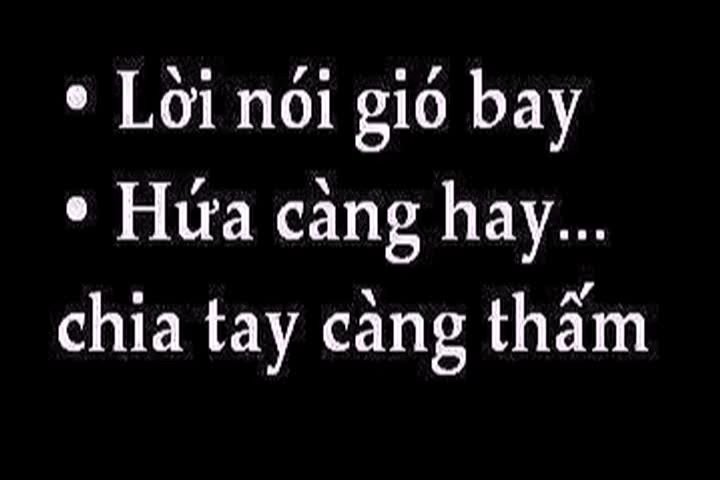 • Lời nói gió bay
• Hứa càng hay...
chia tay càng thấm